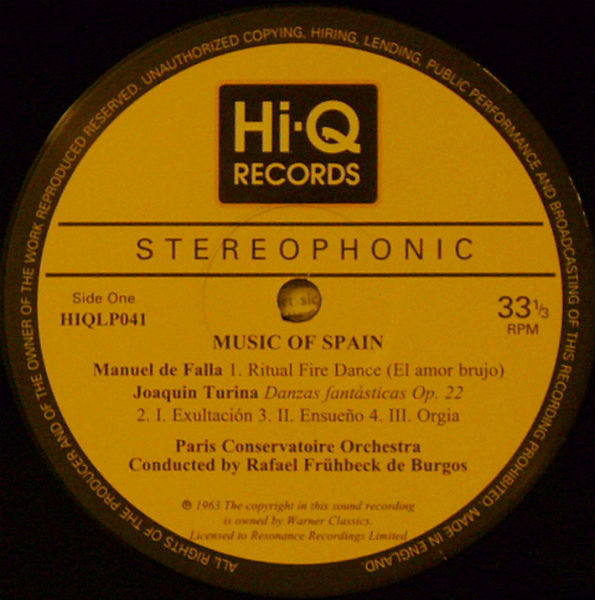 ALL RIGHTS OF THE PRODUCER AND OF THE OWNER OF THE WORK REPRODUCED RESERVED. UNAUTHORIZED COPYING, HIRING, LENDING, PUBLIC PERFORMANCE AND BROADCASTING OF THIS RECORDING PROHIBITED. MADE IN ENGLAND.
Hi-Q
RECORDS
STEREOPHONIC
Side One
HIQLP041
33 1/3
RPM
MUSIC OF SPAIN
Manuel de Falla 1. Ritual Fire Dance (El amor brujo)
Joaquin Turina Danzas fantásticas Op. 22
2. I. Exultación 3. II. Ensueño 4. III. Orgia
Paris Conservatoire Orchestra
Conducted by Rafael Frühbeck de Burgos
℗ 1963 The copyright in this sound recording
is owned by Warner Classics.
Licensed to Resonance Recordings Limited